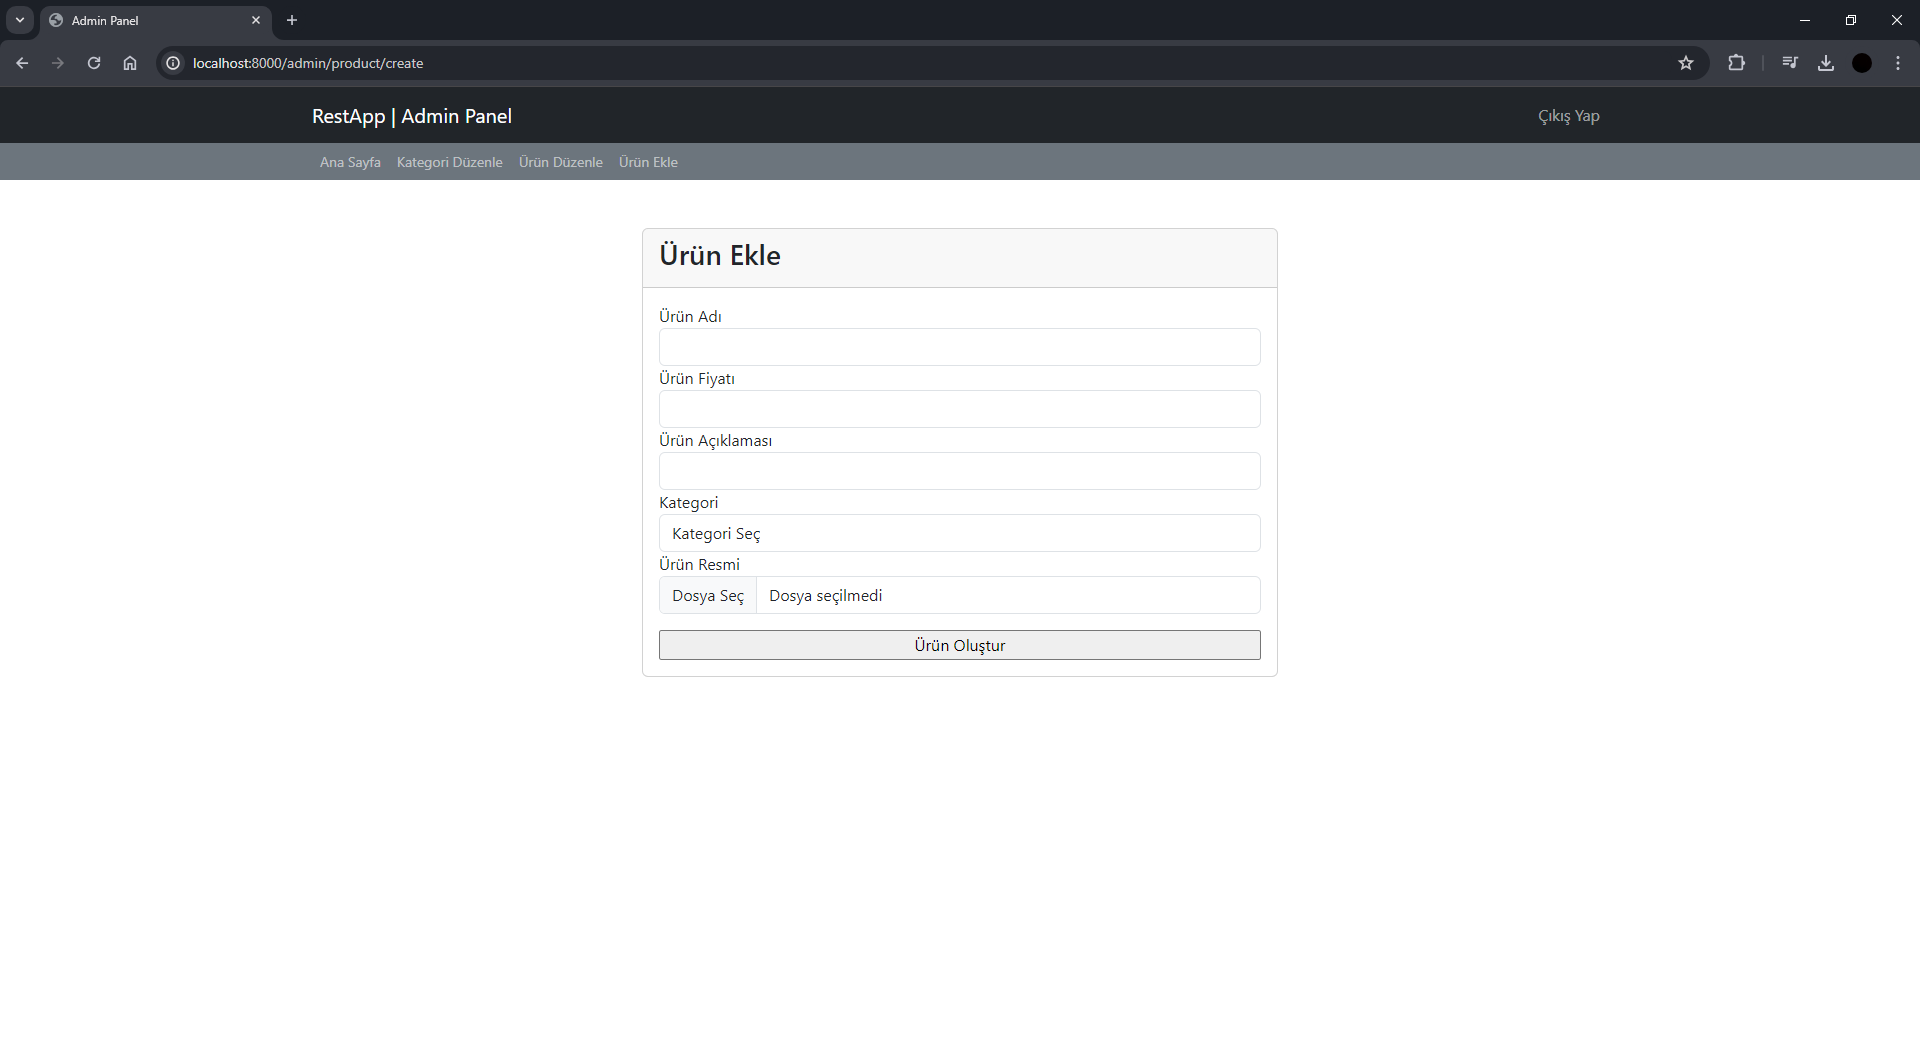 Admin Panel
localhost:8000/admin/product/create
RestApp | Admin Panel
Çıkış Yap
Ana Sayfa Kategori Düzenle Ürün Düzenle Ürün Ekle
Ürün Ekle
Ürün Adı
Ürün Fiyatı
Ürün Açıklaması
Kategori
Kategori Seç
Ürün Resmi
Dosya Seç Dosya seçilmedi
Ürün Oluştur